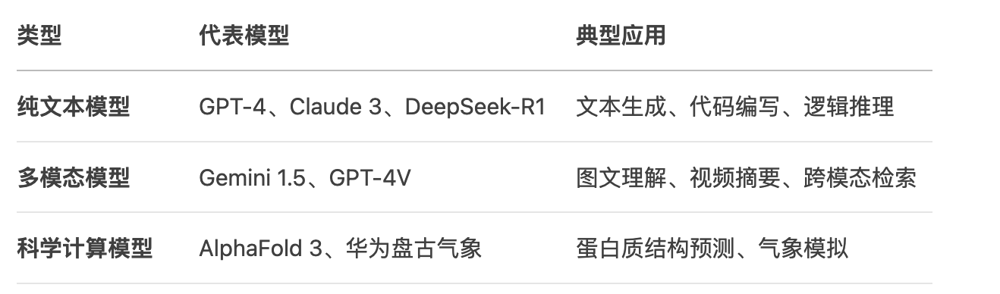 类型 代表模型 典型应用
纯文本模型 GPT-4、Claude 3、DeepSeek-R1 文本生成、代码编写、逻辑推理
多模态模型 Gemini 1.5、GPT-4V 图文理解、视频摘要、跨模态检索
科学计算模型 AlphaFold 3、华为盘古气象 蛋白质结构预测、气象模拟